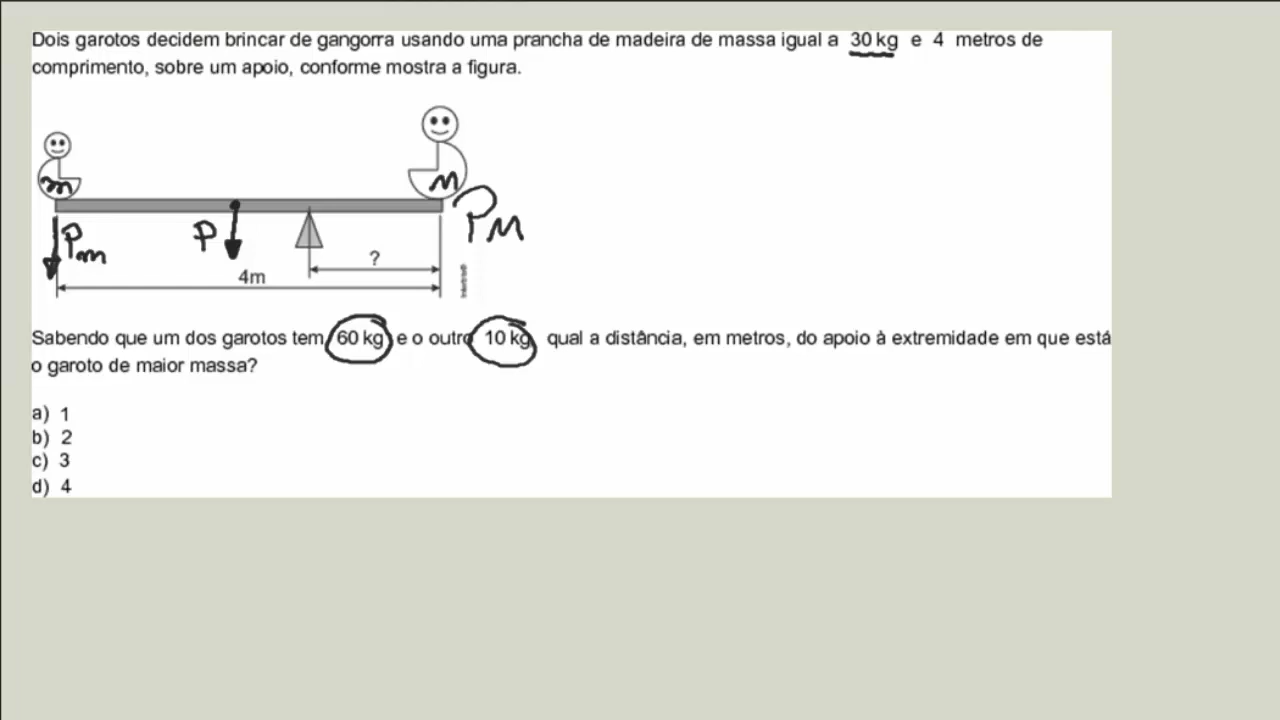 Dois garotos decidem brincar de gangorra usando uma prancha de madeira de massa igual a 30 kg e 4 metros de
comprimento, sobre um apoio, conforme mostra a figura.
m
M
P
Pm
PM
?
4m
Sabendo que um dos garotos tem 60 kg e o outro 10 kg qual a distância, em metros, do apoio à extremidade em que está
o garoto de maior massa?
a) 1
b) 2
c) 3
d) 4